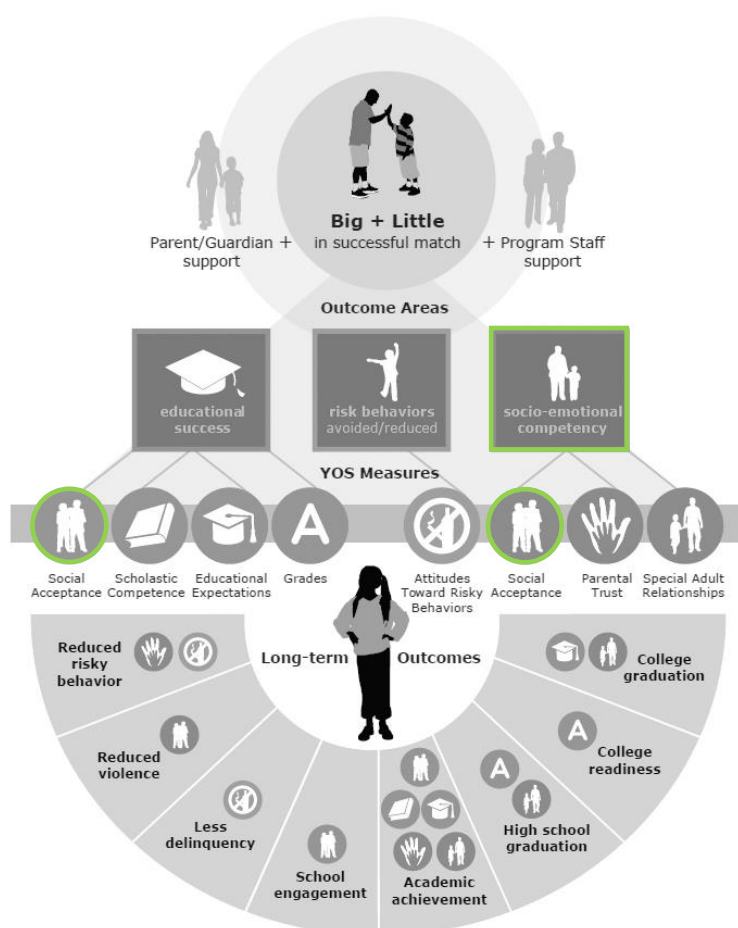 Big + Little
in successful match
Parent/Guardian +
support
+ Program Staff
support
Outcome Areas
educational
success
risk behaviors
avoided/reduced
socio-emotional
competency
YOS Measures
A
Social
Acceptance
Scholastic
Competence
Educational
Expectations
Grades
Attitudes
Toward Risky
Behaviors
Social
Acceptance
Parental
Trust
Special Adult
Relationships
Long-term
Outcomes
Reduced
risky
behavior
Reduced
violence
Less
delinquency
School
engagement
Academic
achievement
A
High school
graduation
A
College
readiness
College
graduation